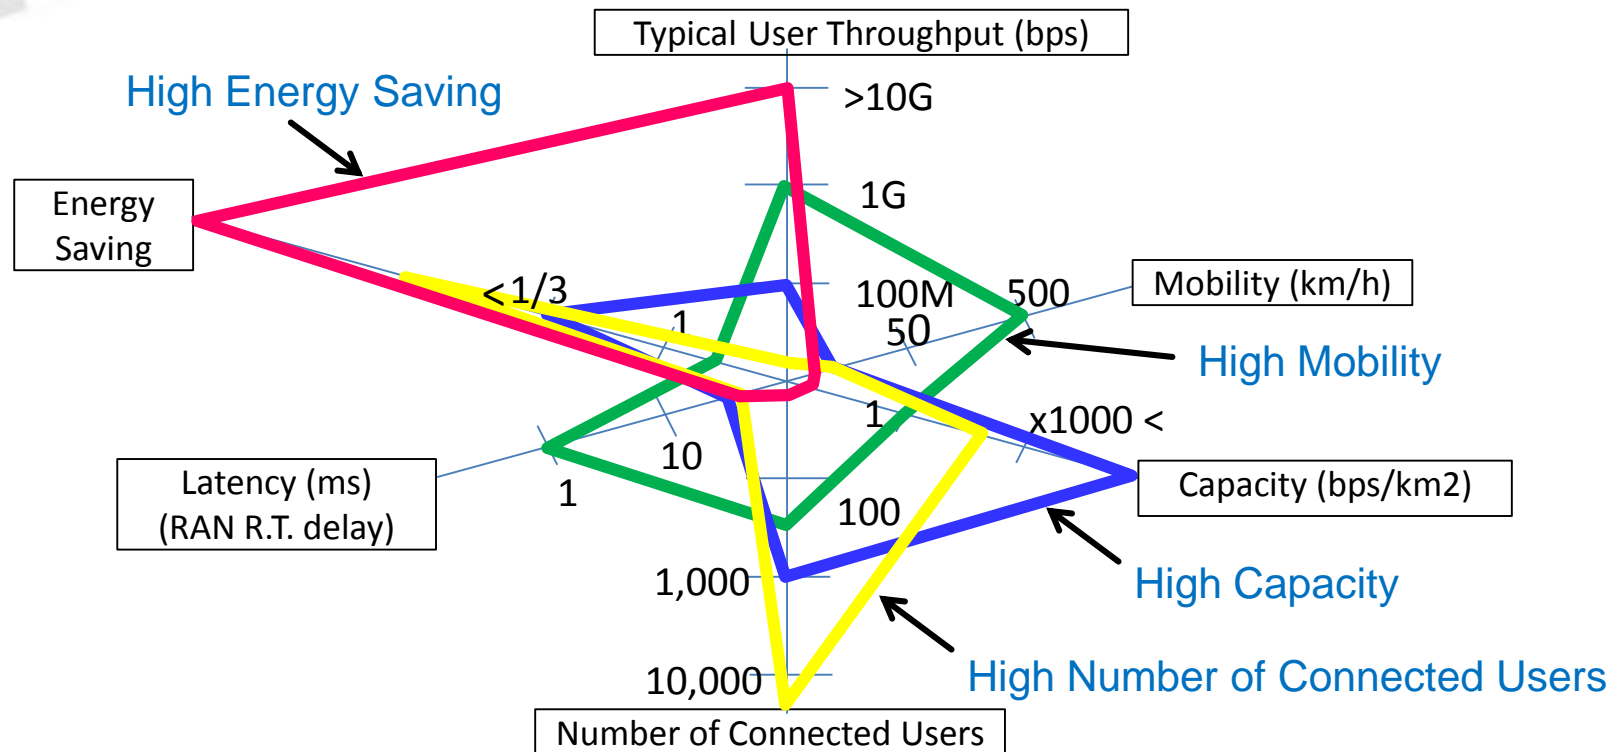 Typical User Throughput (bps)
High Energy Saving
>10G
Energy
Saving
1G
<1/3
100M
500
Mobility (km/h)
1
50
High Mobility
1
x1000 <
10
Latency (ms)
(RAN R.T. delay)
1
100
Capacity (bps/km2)
1,000
High Capacity
10,000
High Number of Connected Users
Number of Connected Users